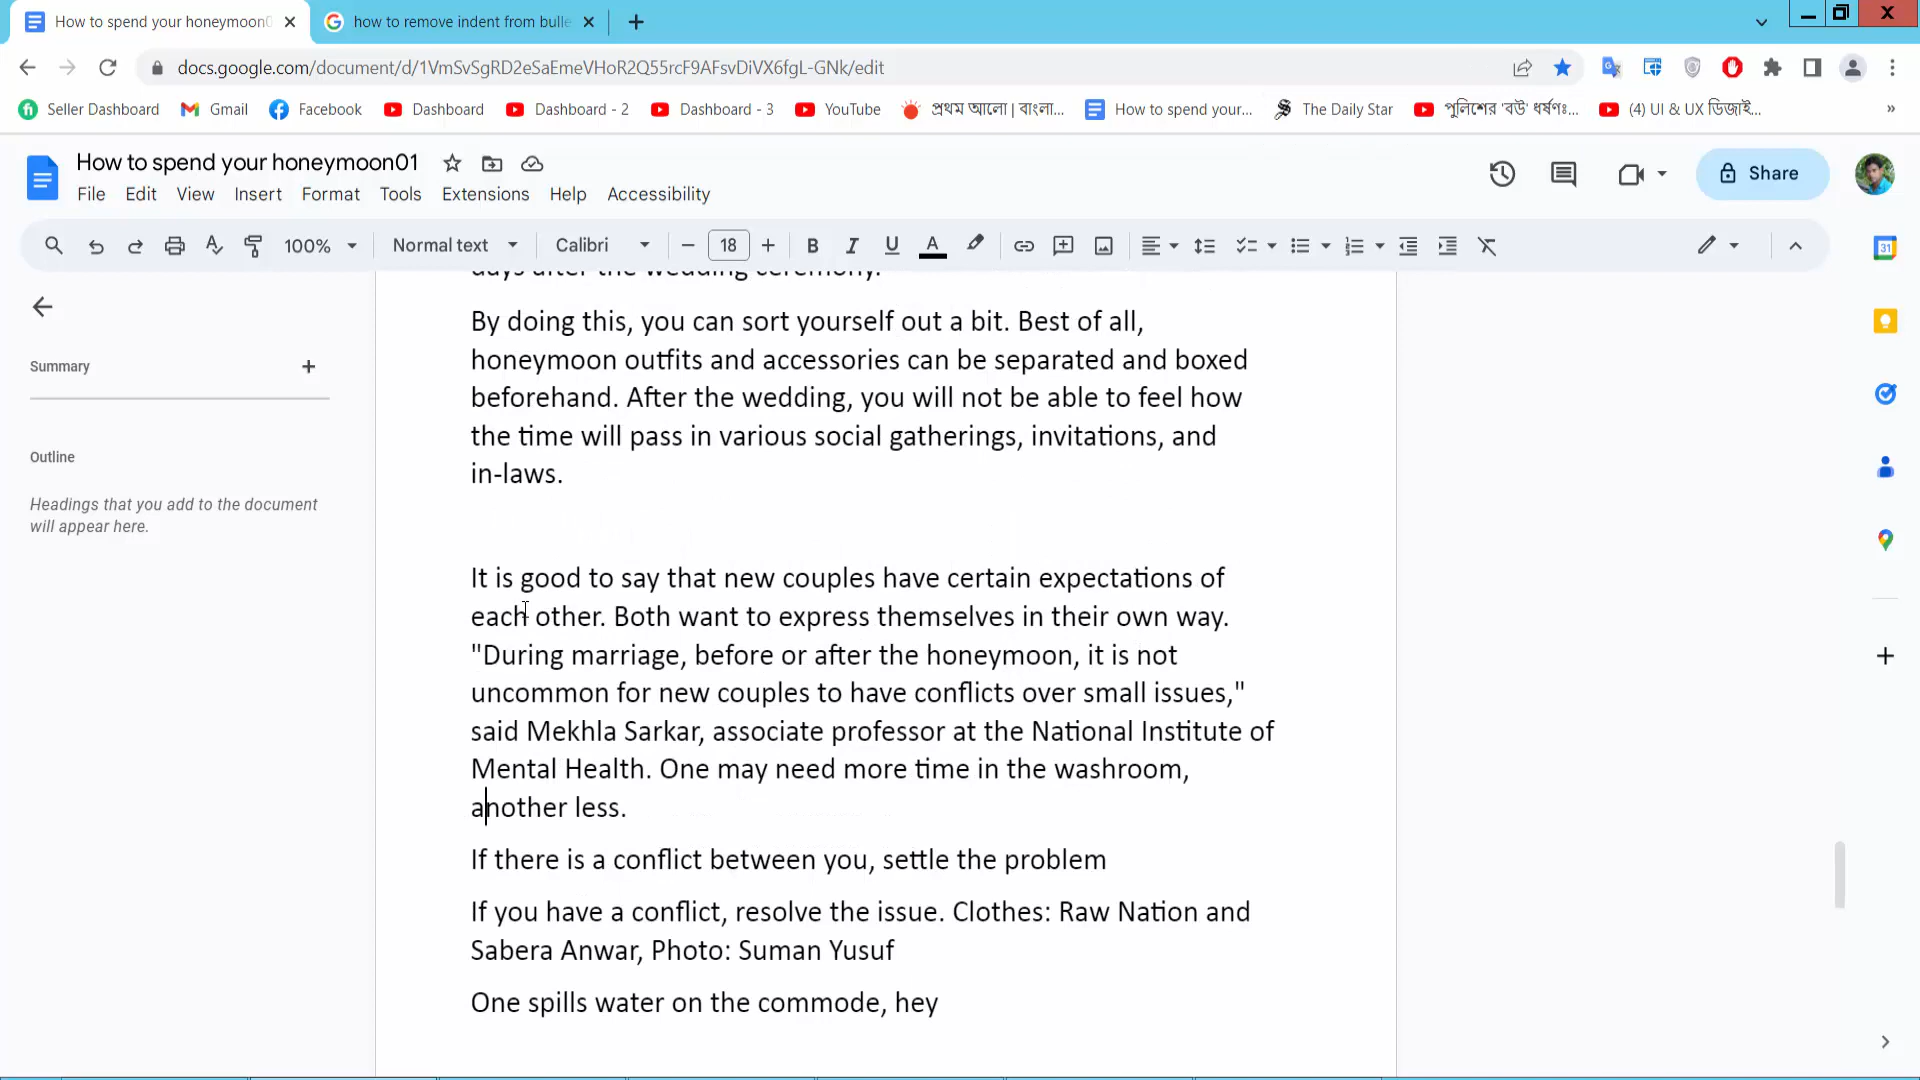 How to spend your honeymoon0
how to remove indent from bulle
docs.google.com/document/d/1VmSvSgRD2eSaEmeVHoR2Q55rcF9AFsvDiVX6fgL-GNk/edit
Seller Dashboard
Gmail
Facebook
Dashboard
Dashboard - 2
Dashboard - 3
YouTube
প্রথম আলো | বাংলা...
How to spend your...
The Daily Star
পুলিশের 'বউ' ধর্ষণঃ...
(4) UI & UX ডিজাই...
»
How to spend your honeymoon01
File Edit View Insert Format Tools Extensions Help Accessibility
Share
100%
Normal text
Calibri
18
B I U A
31
Summary
Outline
Headings that you add to the document
will appear here.
days after the wedding ceremony.
By doing this, you can sort yourself out a bit. Best of all,
honeymoon outfits and accessories can be separated and boxed
beforehand. After the wedding, you will not be able to feel how
the time will pass in various social gatherings, invitations, and
in-laws.
It is good to say that new couples have certain expectations of
each other. Both want to express themselves in their own way.
"During marriage, before or after the honeymoon, it is not
uncommon for new couples to have conflicts over small issues,"
said Mekhla Sarkar, associate professor at the National Institute of
Mental Health. One may need more time in the washroom,
another less.
If there is a conflict between you, settle the problem
If you have a conflict, resolve the issue. Clothes: Raw Nation and
Sabera Anwar, Photo: Suman Yusuf
One spills water on the commode, hey